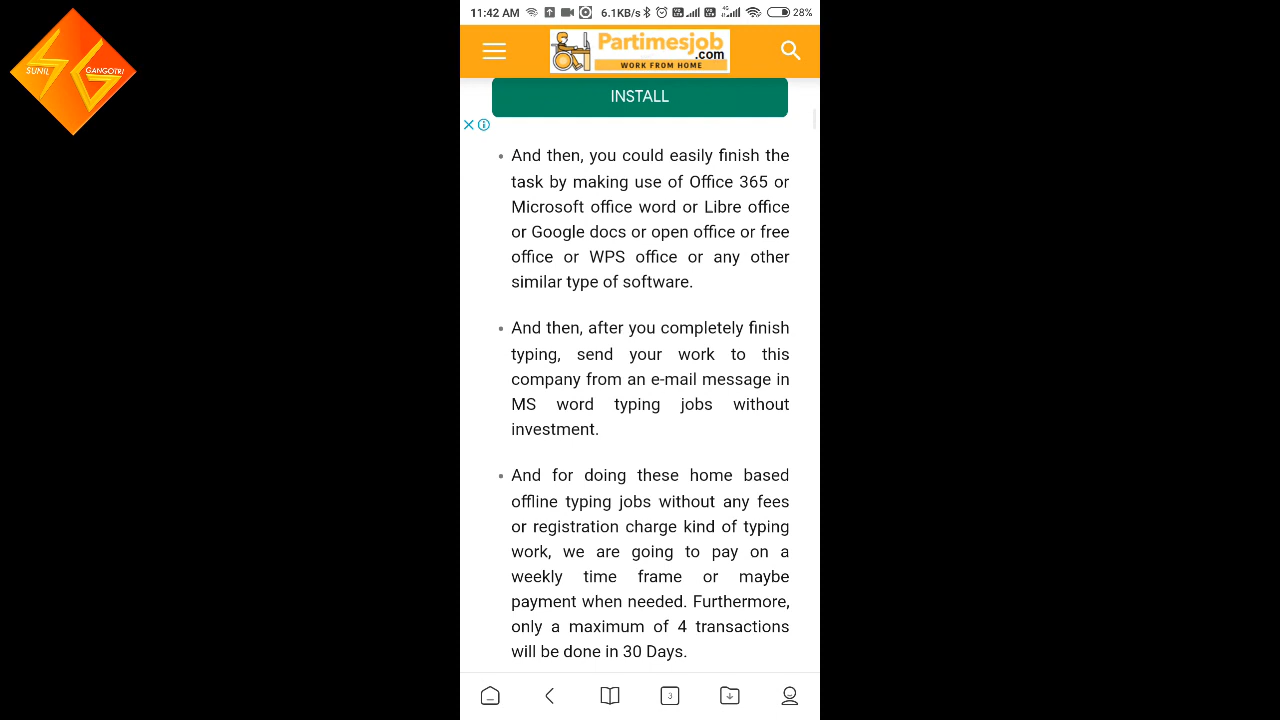 SUNIL
GANGOTRI
11:42 AM 6.1KB/s 28%
Partimesjob
.com
WORK FROM HOME
INSTALL
• And then, you could easily finish the
task by making use of Office 365 or
Microsoft office word or Libre office
or Google docs or open office or free
office or WPS office or any other
similar type of software.
• And then, after you completely finish
typing, send your work to this
company from an e-mail message in
MS word typing jobs without
investment.
• And for doing these home based
offline typing jobs without any fees
or registration charge kind of typing
work, we are going to pay on a
weekly time frame or maybe
payment when needed. Furthermore,
only a maximum of 4 transactions
will be done in 30 Days.
3